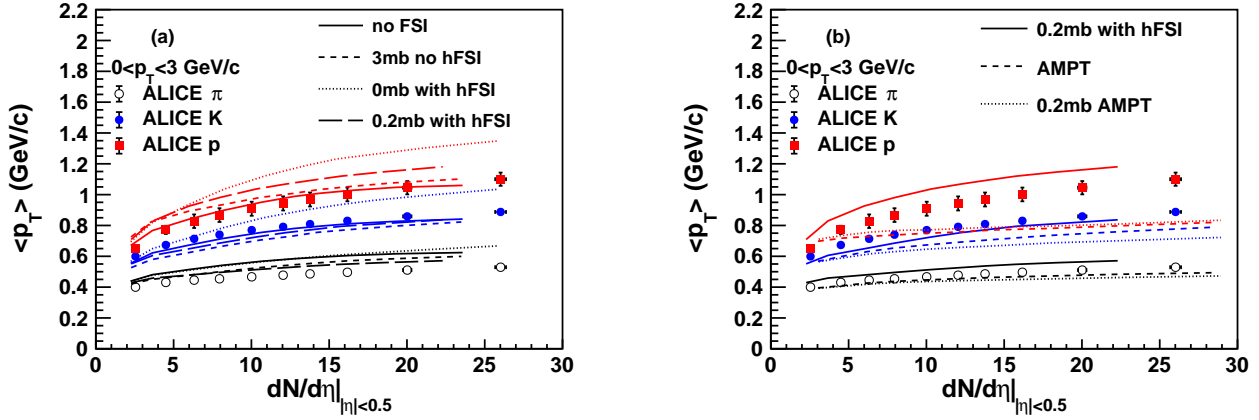 2.2
2
1.8
1.6
1.4
1.2
1
0.8
0.6
0.4
0.2
0
<p_T> (GeV/c)
(a)
0<p_T<3 GeV/c
ALICE π
ALICE K
ALICE p
no FSI
3mb no hFSI
0mb with hFSI
0.2mb with hFSI
0 5 10 15 20 25 30
dN/dη|_|η|<0.5
2.2
2
1.8
1.6
1.4
1.2
1
0.8
0.6
0.4
0.2
0
<p_T> (GeV/c)
(b)
0<p_T<3 GeV/c
ALICE π
ALICE K
ALICE p
0.2mb with hFSI
AMPT
0.2mb AMPT
0 5 10 15 20 25 30
dN/dη|_|η|<0.5